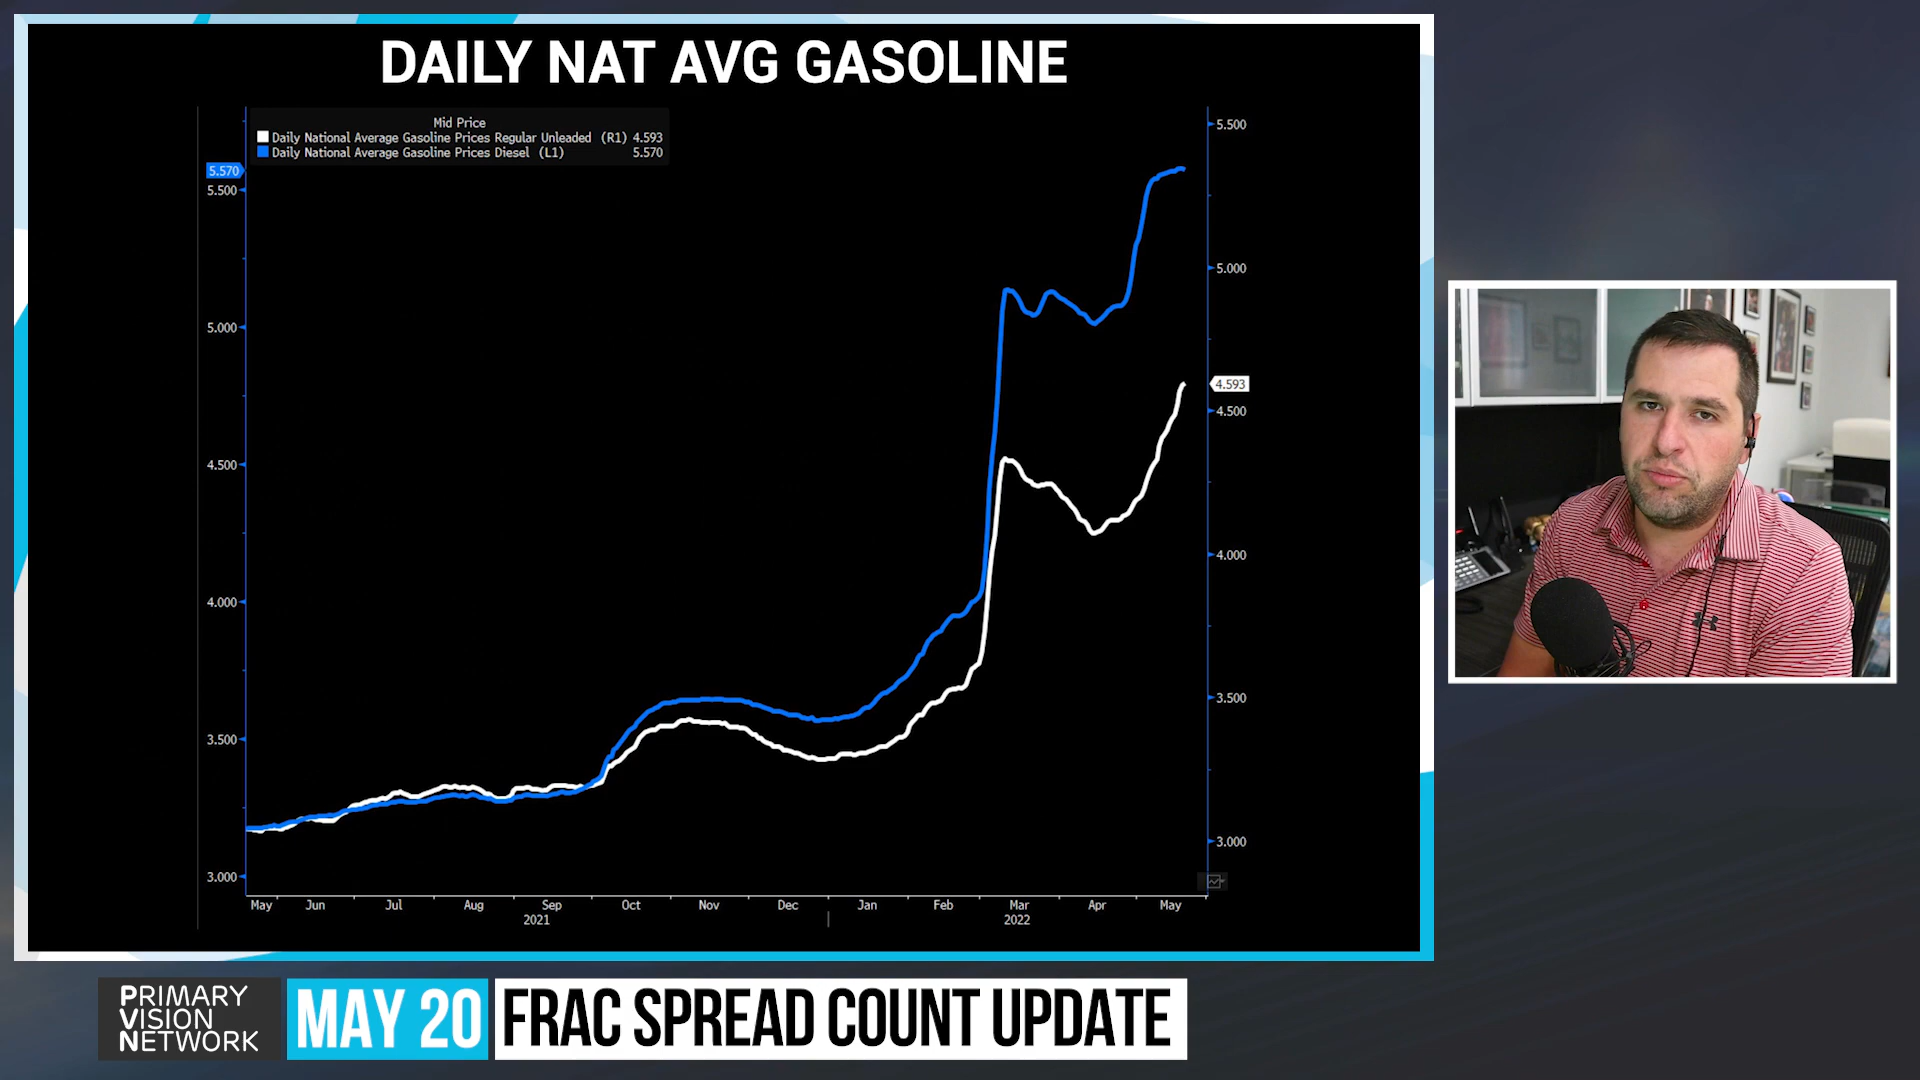 DAILY NAT AVG GASOLINE
Mid Price
Daily National Average Gasoline Prices Regular Unleaded (R1) 4.593
Daily National Average Gasoline Prices Diesel (L1) 5.570
5.570
5.500
5.000
4.500
4.000
3.500
3.000
5.500
5.000
4.593
4.500
4.000
3.500
3.000
May Jun Jul Aug Sep Oct Nov Dec Jan Feb Mar Apr May
2021 2022
PRIMARY
VISION
NETWORK
MAY 20
FRAC SPREAD COUNT UPDATE